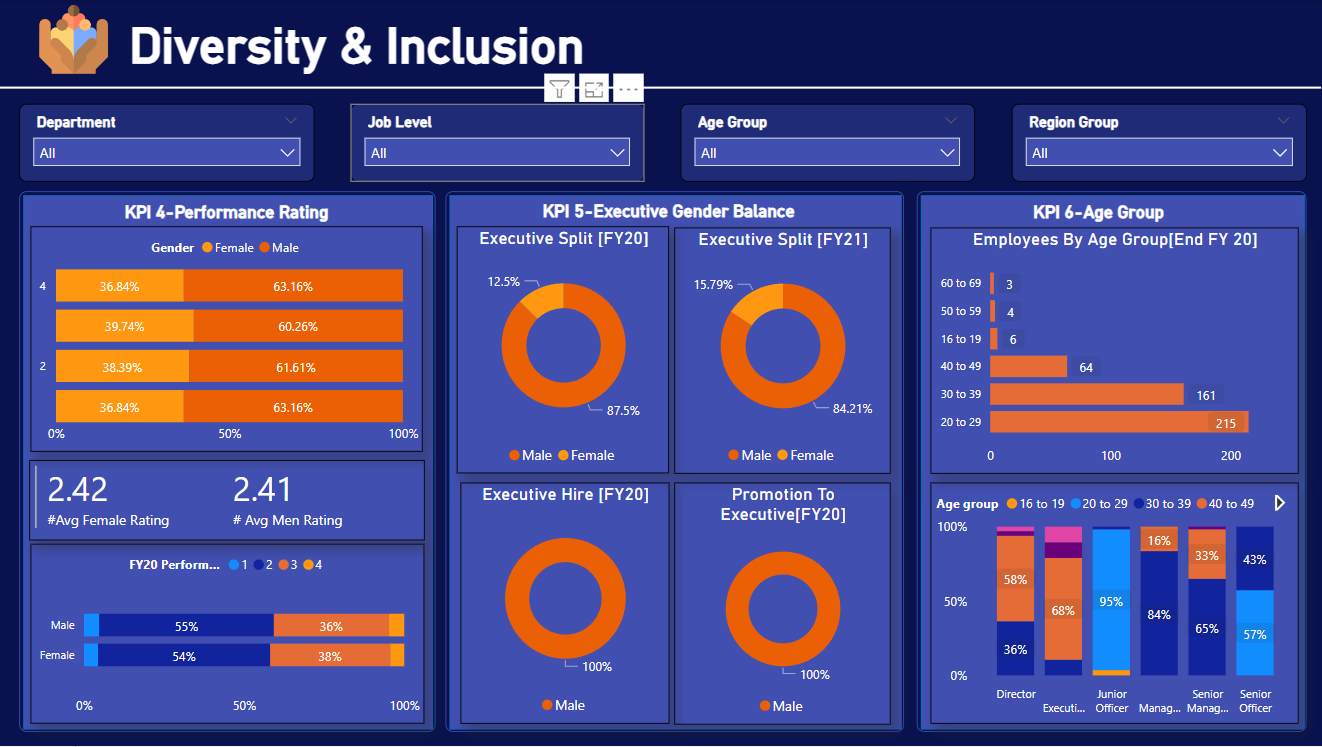 Diversity & Inclusion
Department
All
Job Level
All
Age Group
All
Region Group
All
KPI 4-Performance Rating
Gender Female Male
4 36.84% 63.16%
39.74% 60.26%
2 38.39% 61.61%
36.84% 63.16%
0% 50% 100%
2.42 2.41
#Avg Female Rating # Avg Men Rating
FY20 Perform... 1 2 3 4
Male 55% 36%
Female 54% 38%
0% 50% 100%
KPI 5-Executive Gender Balance
Executive Split [FY20]
12.5%
87.5%
Male Female
Executive Split [FY21]
15.79%
84.21%
Male Female
Executive Hire [FY20]
100%
Male
Promotion To
Executive[FY20]
100%
Male
KPI 6-Age Group
Employees By Age Group[End FY 20]
60 to 69 3
50 to 59 4
16 to 19 6
40 to 49 64
30 to 39 161
20 to 29 215
0 100 200
Age group 16 to 19 20 to 29 30 to 39 40 to 49
100%
50%
0%
58%
36%
68%
95%
16%
84%
33%
65%
43%
57%
Director
Executi...
Junior
Officer
Manag...
Senior
Manag...
Senior
Officer